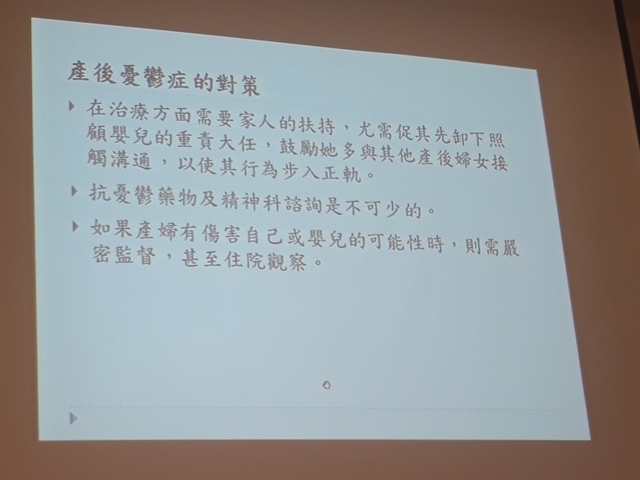 產後憂鬱症的對策
在治療方面需要家人的扶持，尤需促其先卸下照
顧嬰兒的重責大任，鼓勵她多與其他產後婦女接
觸溝通，以使其行為步入正軌。
抗憂鬱藥物及精神科諮詢是不可少的。
如果產婦有傷害自己或嬰兒的可能性時，則需嚴
密監督，甚至住院觀察。